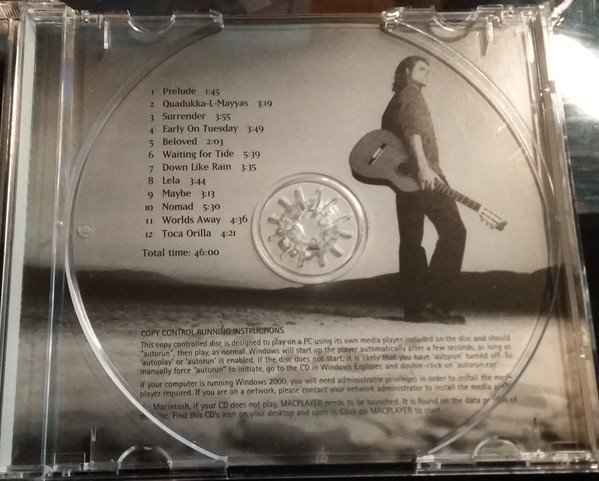 1 Prelude 1:45
2 Quadukka-L-Mayyas 3:19
3 Surrender 3:55
4 Early On Tuesday 3:49
5 Beloved 2:03
6 Waiting for Tide 5:39
7 Down Like Rain 3:35
8 Lela 3:44
9 Maybe 3:13
10 Nomad 5:30
11 Worlds Away 4:36
12 Toca Orilla 4:21
Total time: 46:00
COPY CONTROL RUNNING INSTRUCTIONS
This copy controlled disc is designed to play on a PC using its own media player included on the disc and should
"autorun", then play, as normal. Windows will start up the player automatically after a few seconds, as long as
'autoplay' or 'autorun' is enabled. If the disc does not start, it is likely that you have 'autorun' turned off. To
manually force "autorun" to initiate, go to the CD in Windows Explorer, and double-click on 'autorun.exe'
If your computer is running Windows 2000, you will need administrator privileges in order to install the media
player required. If you are on a network, please contact your network administrator to install the media player.
Macintosh, if your CD does not play, MACPLAYER needs to be launched. It is found on the data of
Find this CD's icon on your desktop and open it. Click on MACPLAYER to start.